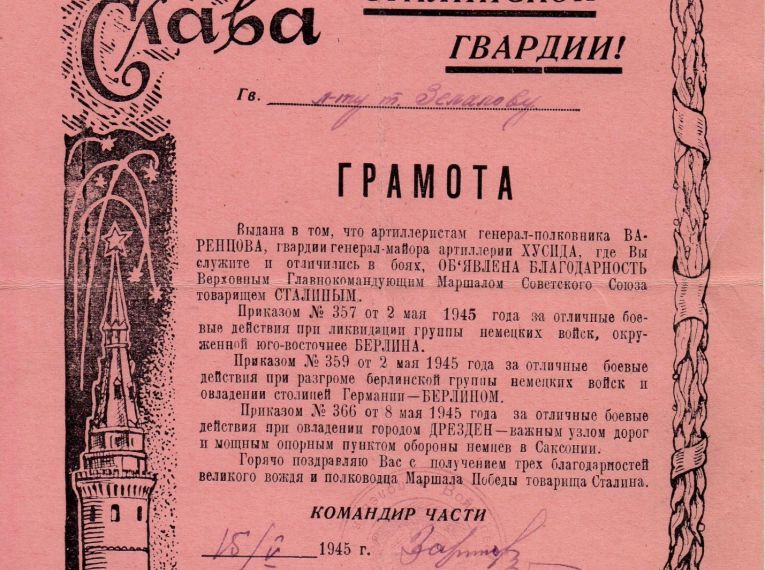 Слава
ГВАРДИИ!
Гв. л-ту т.
ГРАМОТА
Выдана в том, что артиллеристам генерал-полковника ВА-
РЕНЦОВА, гвардии генерал-майора артиллерии ХУСИДА, где Вы
служите и отличились в боях, ОБ‘ЯВЛЕНА БЛАГОДАРНОСТЬ
Верховным Главнокомандующим Маршалом Советского Союза
товарищем СТАЛИНЫМ.
Приказом № 357 от 2 мая 1945 года за отличные бое-
вые действия при ликвидации группы немецких войск, окру-
женной юго-восточнее БЕРЛИНА.
Приказом № 359 от 2 мая 1945 года за отличные боевые
действия при разгроме берлинской группы немецких войск и
овладении столицей Германии—БЕРЛИНОМ.
Приказом № 366 от 8 мая 1945 года за отличные боевые
действия при овладении городом ДРЕЗДЕН—важным узлом дорог
и мощным опорным пунктом обороны немцев в Саксонии.
Горячо поздравляю Вас с получением трех благодарностей
великого вождя и полководца Маршала Победы товарища Сталина.
КОМАНДИР ЧАСТИ
15/V 1945 г.